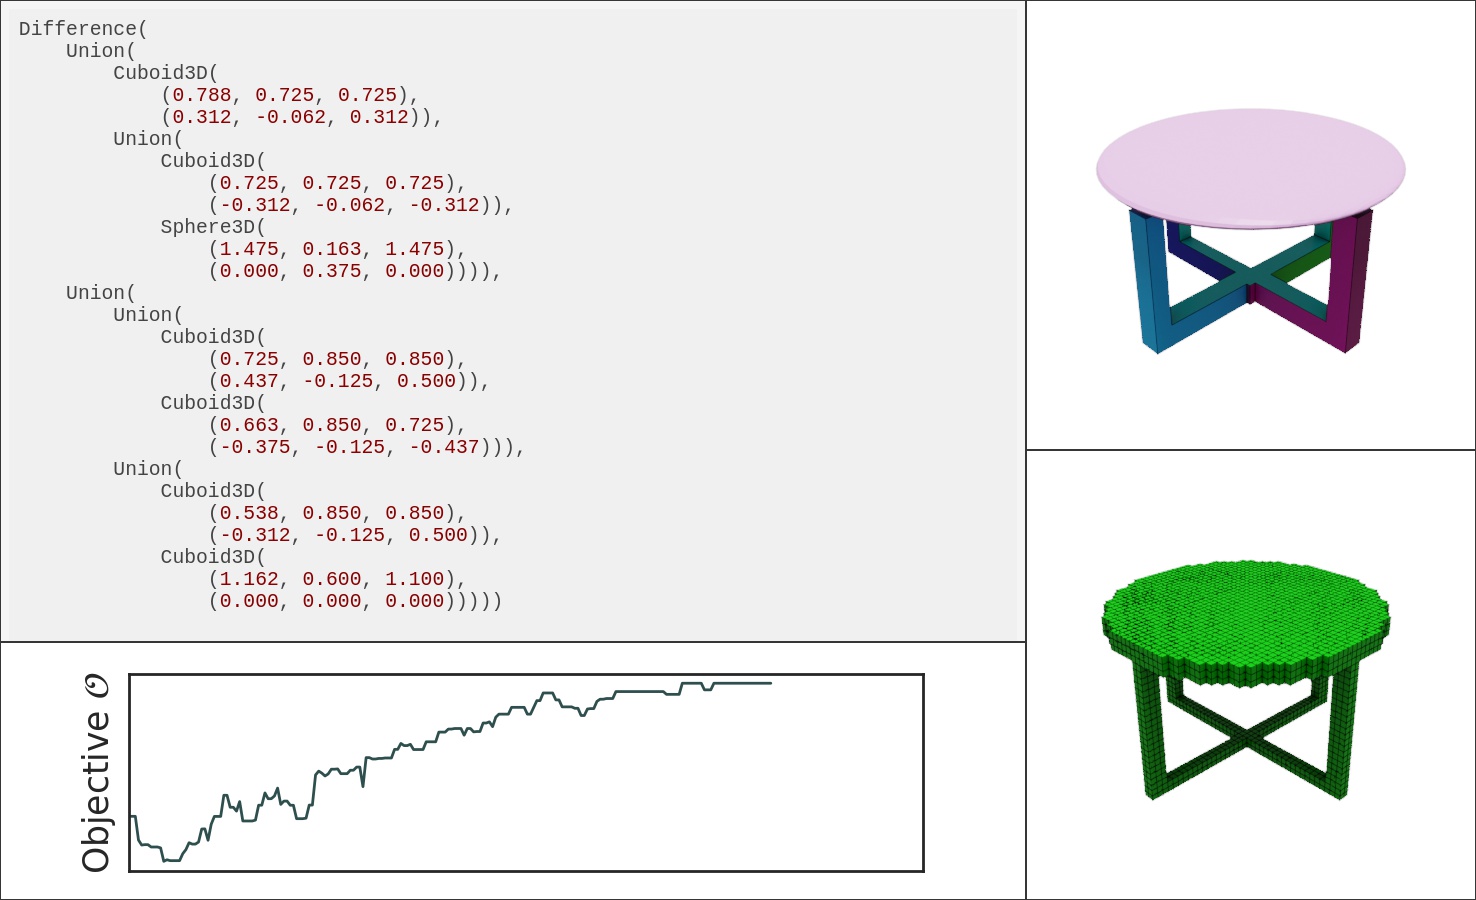 Difference(
    Union(
        Cuboid3D(
            (0.788, 0.725, 0.725),
            (0.312, -0.062, 0.312)),
        Union(
            Cuboid3D(
                (0.725, 0.725, 0.725),
                (-0.312, -0.062, -0.312)),
            Sphere3D(
                (1.475, 0.163, 1.475),
                (0.000, 0.375, 0.000)))),
    Union(
        Union(
            Cuboid3D(
                (0.725, 0.850, 0.850),
                (0.437, -0.125, 0.500)),
            Cuboid3D(
                (0.663, 0.850, 0.725),
                (-0.375, -0.125, -0.437))),
        Union(
            Cuboid3D(
                (0.538, 0.850, 0.850),
                (-0.312, -0.125, 0.500)),
            Cuboid3D(
                (1.162, 0.600, 1.100),
                (0.000, 0.000, 0.000)))))
Objective 𝒪